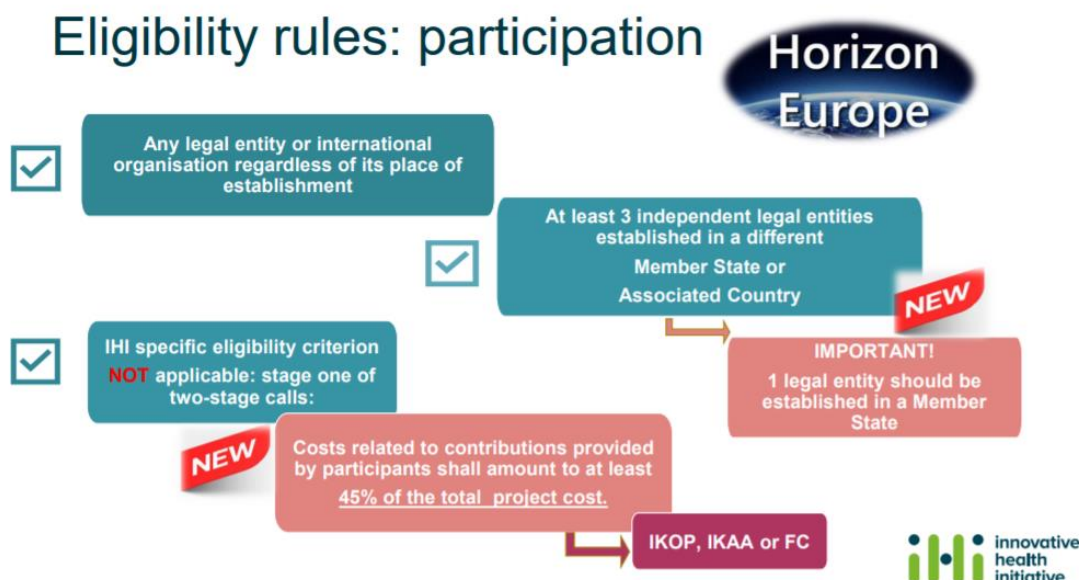 Eligibility rules: participation
Horizon
Europe
Any legal entity or international
organisation regardless of its place of
establishment
At least 3 independent legal entities
established in a different
Member State or
Associated Country
NEW
IMPORTANT!
1 legal entity should be
established in a Member
State
IHI specific eligibility criterion
NOT applicable: stage one of
two-stage calls:
NEW
Costs related to contributions provided
by participants shall amount to at least
45% of the total project cost.
IKOP, IKAA or FC
ihi
innovative
health
initiative